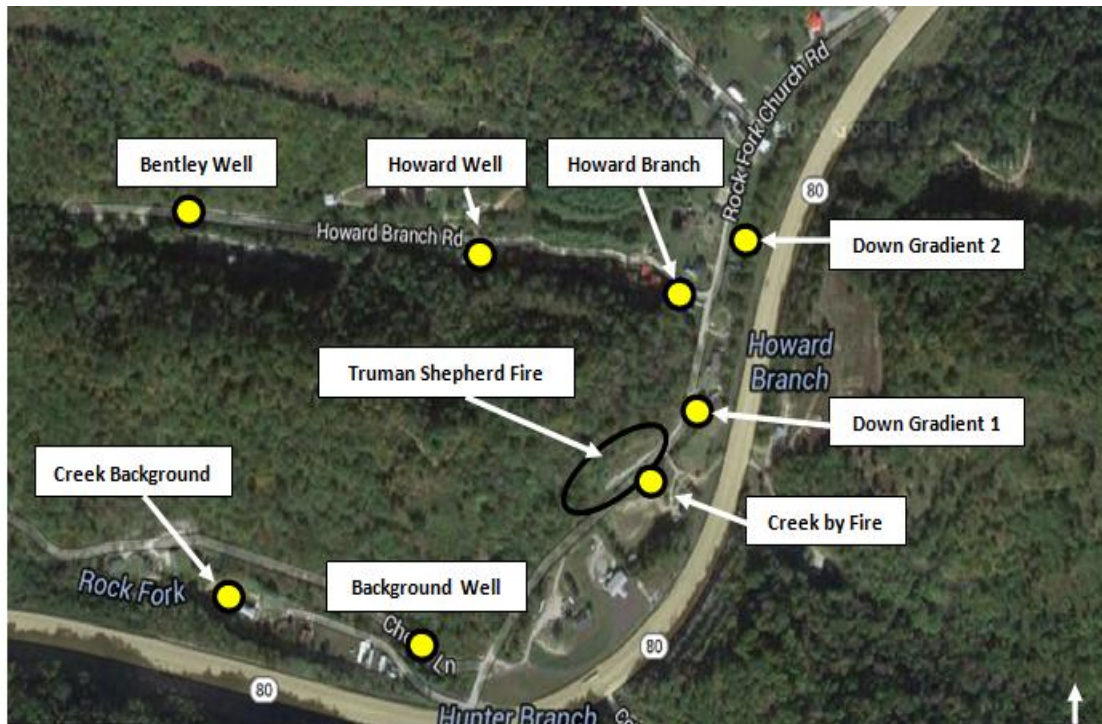 Rock Fork Church Rd
Bentley Well
Howard Well
Howard Branch
80
Howard Branch Rd
Down Gradient 2
Truman Shepherd Fire
Howard
Branch
Down Gradient 1
Creek Background
Creek by Fire
Rock Fork
Background Well
Ln
80
80
Hunter Branch